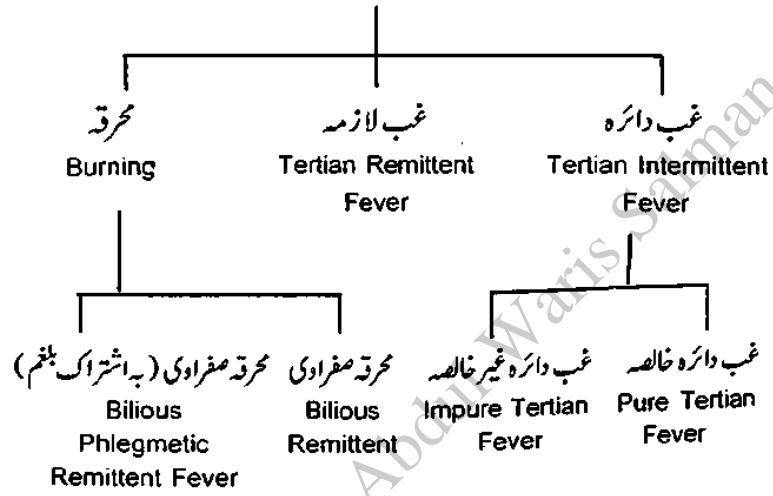 محرقہ
Burning
غب لازمہ
Tertian Remittent
Fever
غب دائرہ
Tertian Intermittent
Fever
محرقہ صفراوی (بہ اشتراک بلغم)
Bilious
Phlegmetic
Remittent Fever
محرقہ صفراوی
Bilious
Remittent
غب دائرہ غیر خالصہ
Impure Tertian
Fever
غب دائرہ خالصہ
Pure Tertian
Fever
Abdul Waris Salman